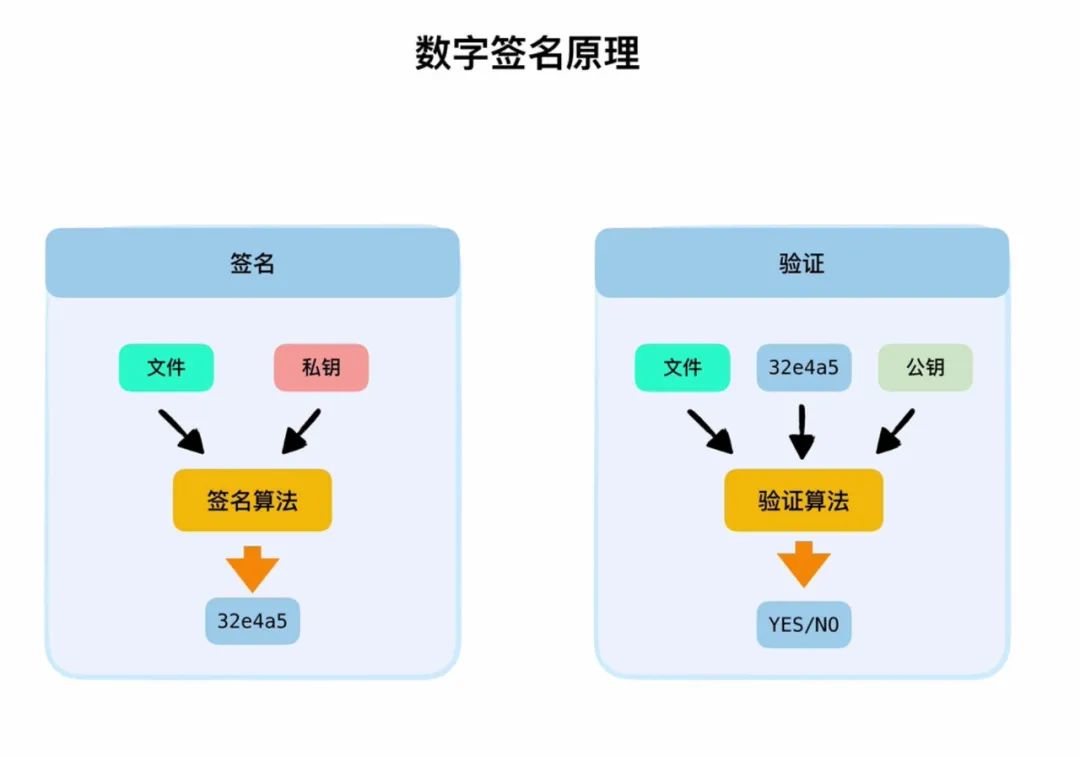 数字签名原理
签名
文件 私钥
签名算法
32e4a5
验证
文件 32e4a5 公钥
验证算法
YES/NO